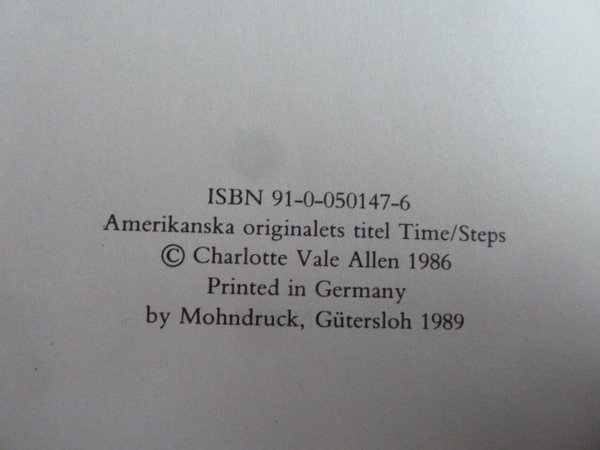 ISBN 91-0-050147-6
Amerikanska originalets titel Time/Steps
© Charlotte Vale Allen 1986
Printed in Germany
by Mohndruck, Gütersloh 1989